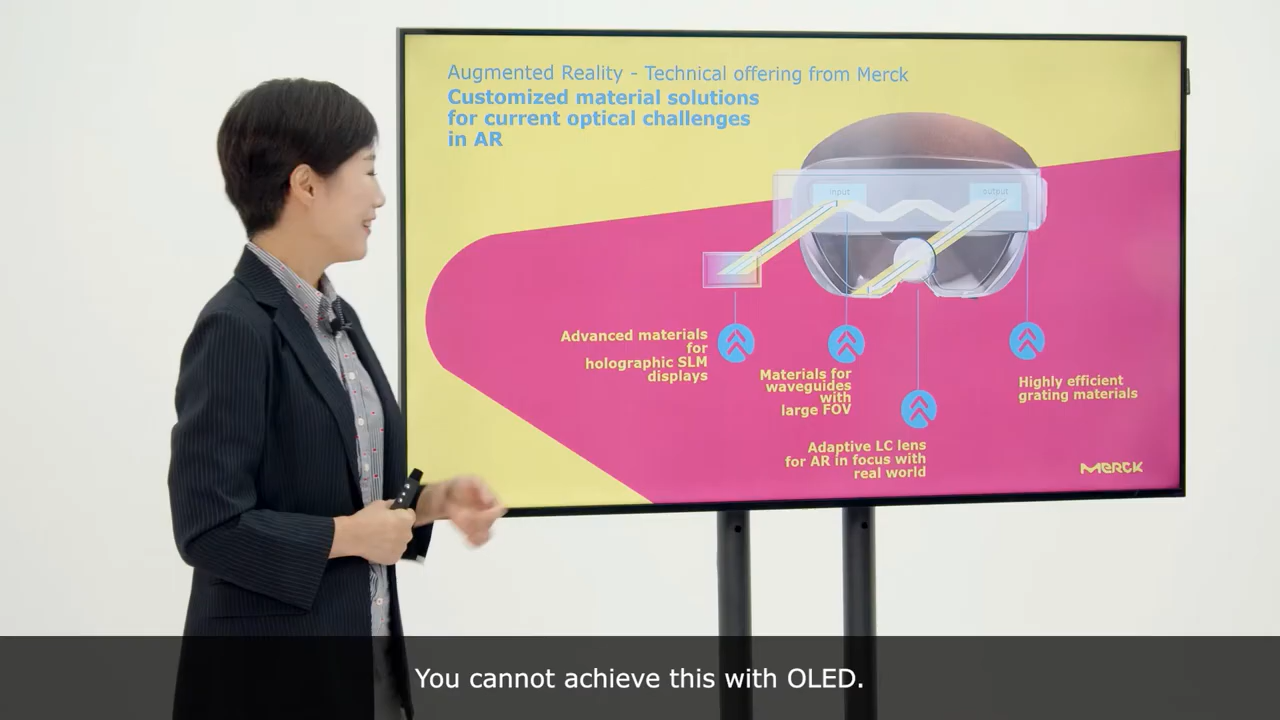 Augmented Reality - Technical offering from Merck
Customized material solutions
for current optical challenges
in AR
input
output
Advanced materials
for
holographic SLM
displays
Materials for
waveguides
with
large FOV
Adaptive LC lens
for AR in focus with
real world
Highly efficient
grating materials
MERCK
You cannot achieve this with OLED.